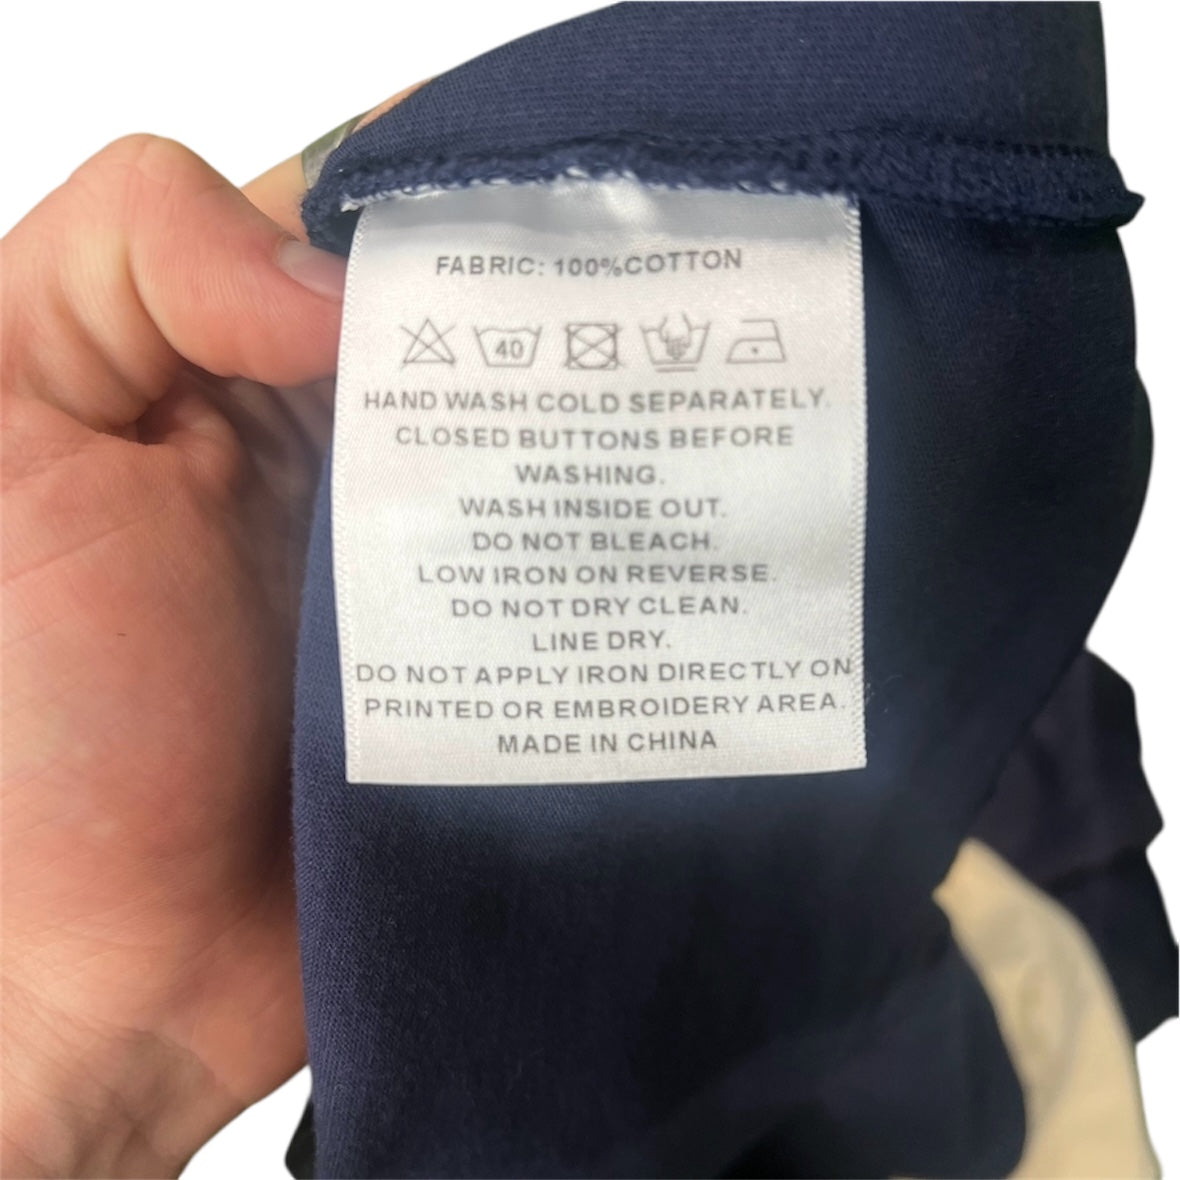 FABRIC: 100%COTTON
40
HAND WASH COLD SEPARATELY.
CLOSED BUTTONS BEFORE
WASHING.
WASH INSIDE OUT.
DO NOT BLEACH.
LOW IRON ON REVERSE.
DO NOT DRY CLEAN.
LINE DRY.
DO NOT APPLY IRON DIRECTLY ON
PRINTED OR EMBROIDERY AREA.
MADE IN CHINA